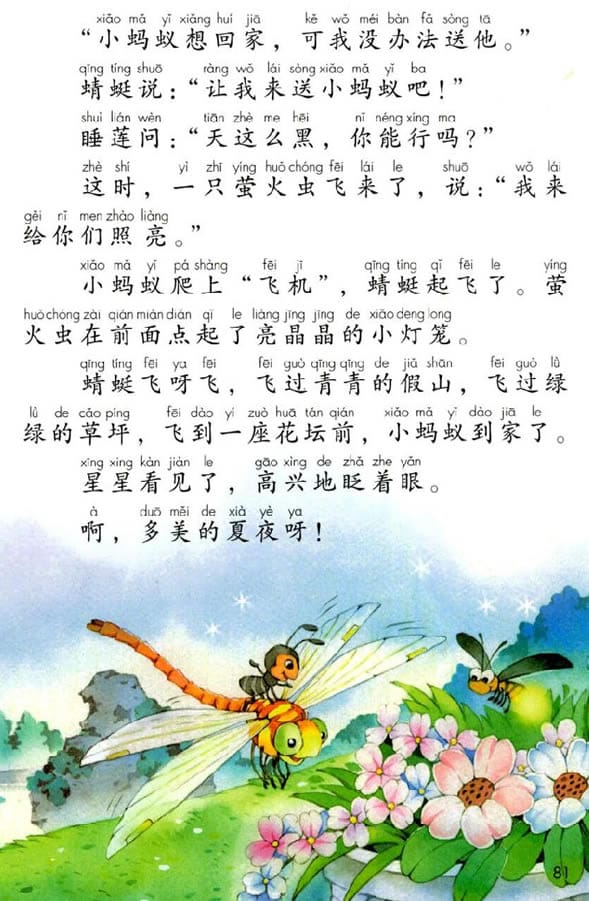 xiǎo mǎ yǐ xiǎng huí jiā kě wǒ méi bàn fǎ sòng tā
“小蚂蚁想回家，可我没办法送他。”
qīng tíng shuō ràng wǒ lái sòng xiǎo mǎ yǐ ba
蜻蜓说：“让我来送小蚂蚁吧！”
shuì lián wèn tiān zhè me hēi nǐ néng xíng ma
睡莲问：“天这么黑，你能行吗？”
zhè shí yì zhī yíng huǒ chóng fēi lái le shuō wǒ lái
这时，一只萤火虫飞来了，说：“我来
gěi nǐ men zhào liàng
给你们照亮。”
xiǎo mǎ yǐ pá shàng fēi jī qīng tíng qǐ fēi le yíng
小蚂蚁爬上“飞机”，蜻蜓起飞了。萤
huǒ chóng zài qián miàn diǎn qǐ le liàng jīng jīng de xiǎo dēng long
火虫在前面点起了亮晶晶的小灯笼。
qīng tíng fēi ya fēi fēi guò qīng qīng de jiǎ shān fēi guò lǜ
蜻蜓飞呀飞，飞过青青的假山，飞过绿
lǜ de cǎo píng fēi dào yí zuò huā tán qián xiǎo mǎ yǐ dào jiā le
绿的草坪，飞到一座花坛前，小蚂蚁到家了。
xīng xing kàn jiàn le gāo xìng de zhǎ zhe yǎn
星星看见了，高兴地眨着眼。
à duō měi de xià yè ya
啊，多美的夏夜呀！
81